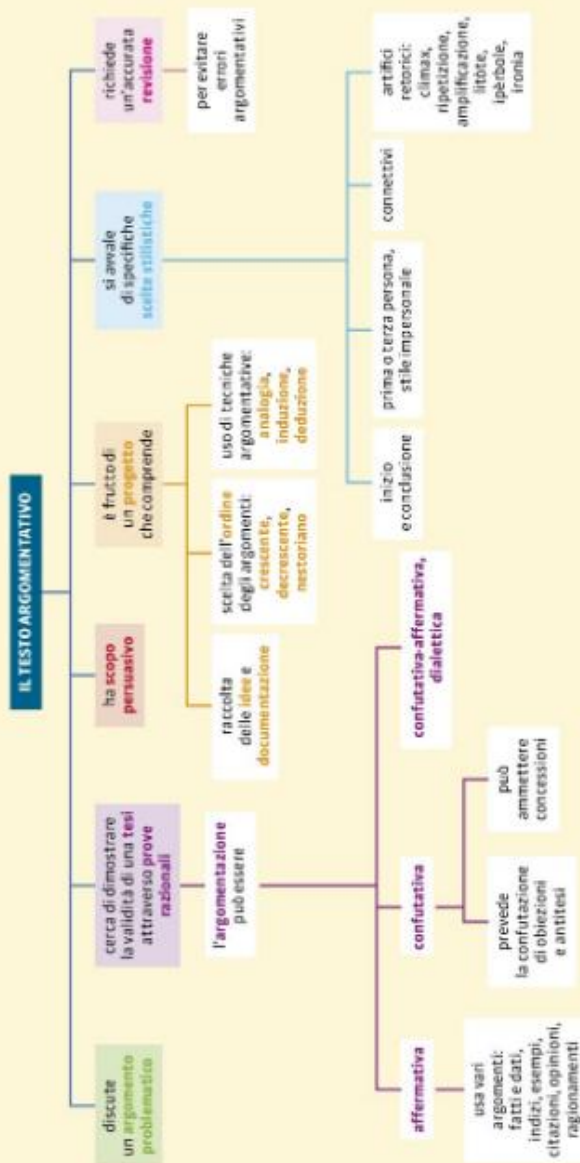 IL TESTO ARGOMENTATIVO
discute
un argomento
problematico
cerca di dimostrare
la validità di una tesi
attraverso prove
razionali
l'argomentazione
può essere
affermativa
usa vari
argomenti:
fatti e dati,
indizi, esempi,
citazioni, opinioni,
ragionamenti
confutativa
prevede
la confutazione
di obiezioni
e antitesi
può
ammettere
concessioni
confutativa-affermativa,
dialettica
ha scopo
persuasivo
è frutto di
un progetto
che comprende
raccolta
delle idee e
documentazione
scelta dell'ordine
degli argomenti:
crescente,
decrescente,
nestoriano
uso di tecniche
argomentative:
analogia,
induzione,
deduzione
si avvale
di specifiche
scelte stilistiche
inizio
e conclusione
prima o terza persona,
stile impersonale
connettivi
artifici
retorici:
climax,
ripetizione,
amplificazione,
litòte,
ipèrbole,
ironia
richiede
un'accurata
revisione
per evitare
errori
argomentativi